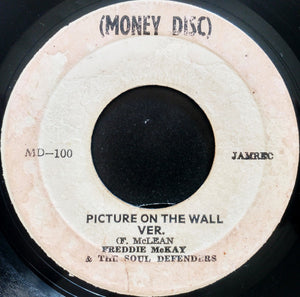 (MONEY DISC)
MD-100 JAMREC
PICTURE ON THE WALL
VER.
(F. McLEAN
FREDDIE McKAY
& THE SOUL DEFENDERS